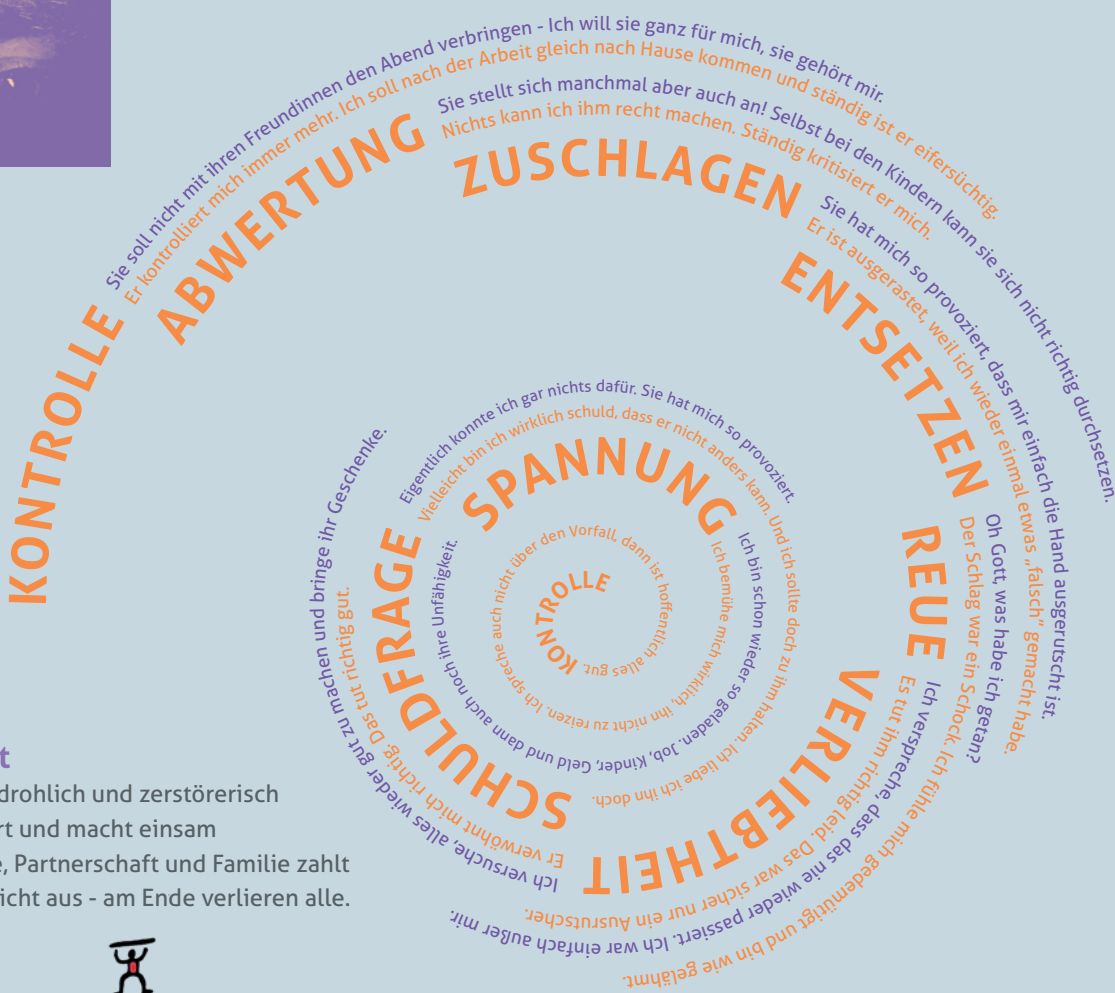 KONTROLLE
Sie soll nicht mit ihren Freundinnen den Abend verbringen - Ich will sie ganz für mich, sie gehört mir.
Er kontrolliert mich immer mehr. Ich soll nach der Arbeit gleich nach Hause kommen und ständig ist er eifersüchtig.
ABWERTUNG
Sie stellt sich manchmal aber auch an! Selbst bei den Kindern kann sie sich nicht richtig durchsetzen.
Nichts kann ich ihm recht machen. Ständig kritisiert er mich.
ZUSCHLAGEN
Sie hat mich so provoziert, dass mir einfach die Hand ausgerutscht ist.
Er ist ausgerastet, weil ich wieder einmal etwas „falsch“ gemacht habe.
ENTSETZEN
Oh Gott, was habe ich getan?
Der Schlag war ein Schock. Ich fühle mich gedemütigt und bin wie gelähmt.
REUE
Ich verspreche, dass das nie wieder passiert. Ich war einfach außer mir.
Es tut ihm richtig leid. Das war sicher nur ein Ausrutscher.
VERLIEBTHEIT
Ich versuche, alles wieder gut zu machen und bringe ihr Geschenke.
Er verwöhnt mich richtig. Das tut richtig gut.
SCHULDFRAGE
Eigentlich konnte ich gar nichts dafür. Sie hat mich so provoziert.
Vielleicht bin ich wirklich schuld, dass er nicht anders kann. Und ich sollte doch zu ihm halten. Ich liebe ihn doch.
SPANNUNG
Ich bin schon wieder so geladen. Job, Kinder, Geld und dann auch noch ihre Unfähigkeit.
Ich bemühe mich wirklich, ihn nicht zu reizen. Ich spreche auch nicht über den Vorfall, dann ist hoffentlich alles gut.
KONTROLLE
t
drohlich und zerstörerisch
rt und macht einsam
e, Partnerschaft und Familie zahlt
icht aus - am Ende verlieren alle.